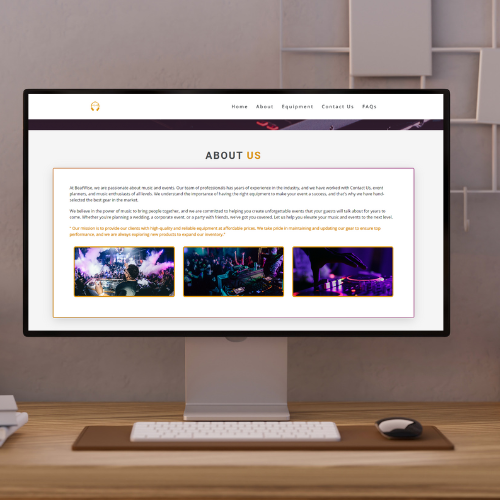 Home About Equipment Contact Us FAQs
ABOUT US
we are passionate about music and events. Our team of professionals has years of experience in the industry, and we have worked with Contact Us, event
planners, and music enthusiasts of all levels. We understand the importance of having the right equipment to make your event a success, and that's why we have hand-
selected the best gear in the market.
We believe in the power of music to bring people together, and we are committed to helping you create unforgettable events that your guests will talk about for years to
come. Whether you're planning a wedding, a corporate event, or a party with friends, we've got you covered. Let us help you elevate your music and events to the next level.
" Our mission is to provide our clients with high-quality and reliable equipment at affordable prices. We take pride in maintaining and updating our gear to ensure top
performance, and we are always exploring new products to expand our inventory."